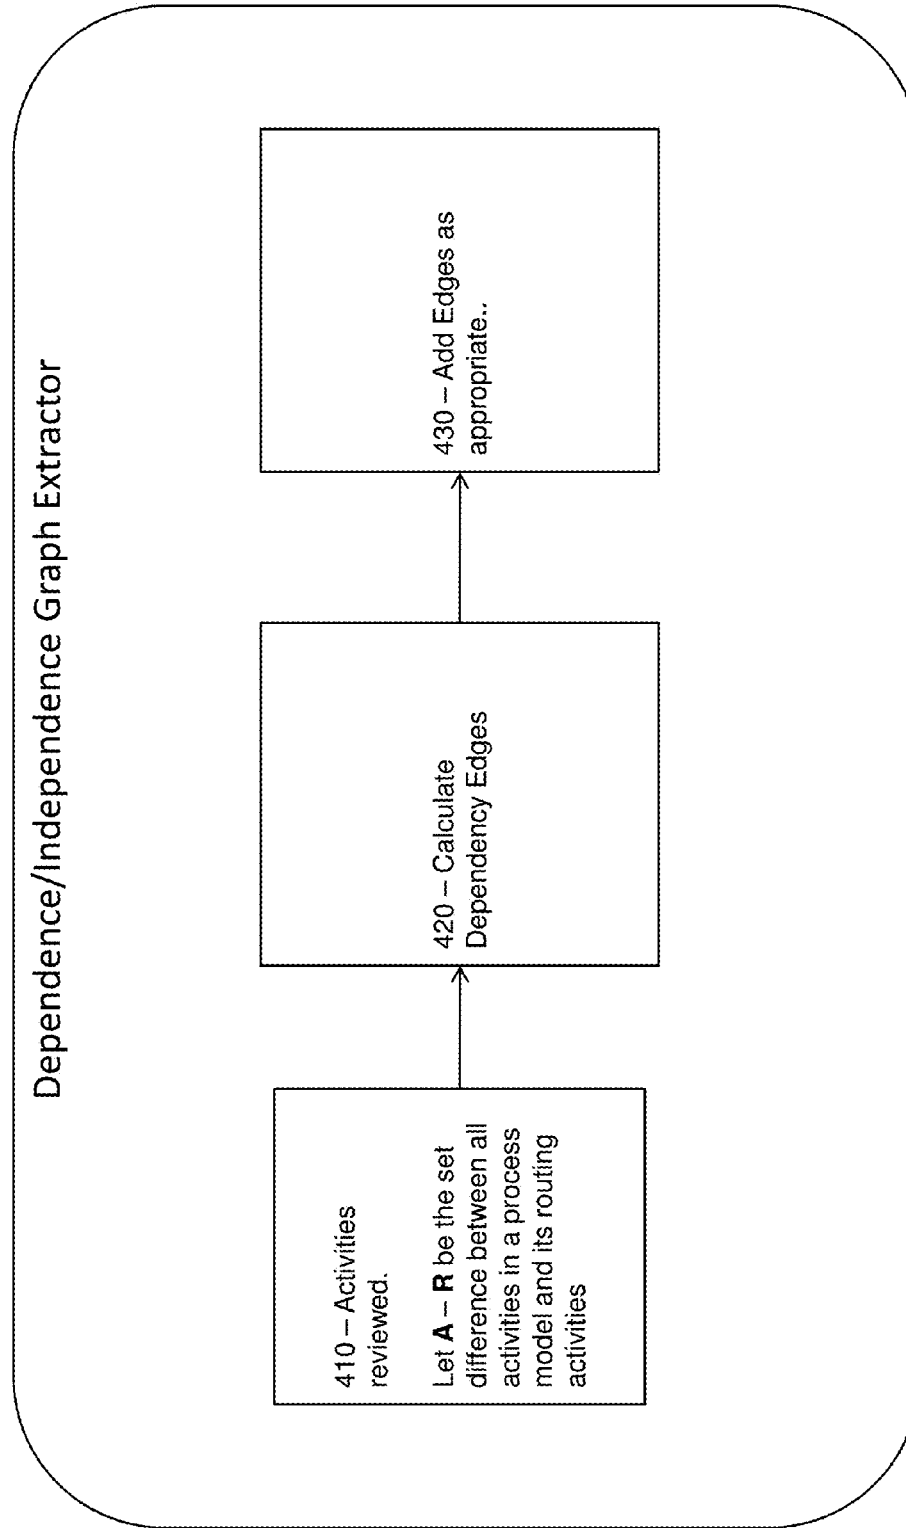 Dependence/Independence Graph Extractor
410 – Activities
reviewed.
Let A – R be the set
difference between all
activities in a process
model and its routing
activities
420 – Calculate
Dependency Edges
430 – Add Edges as
appropriate..